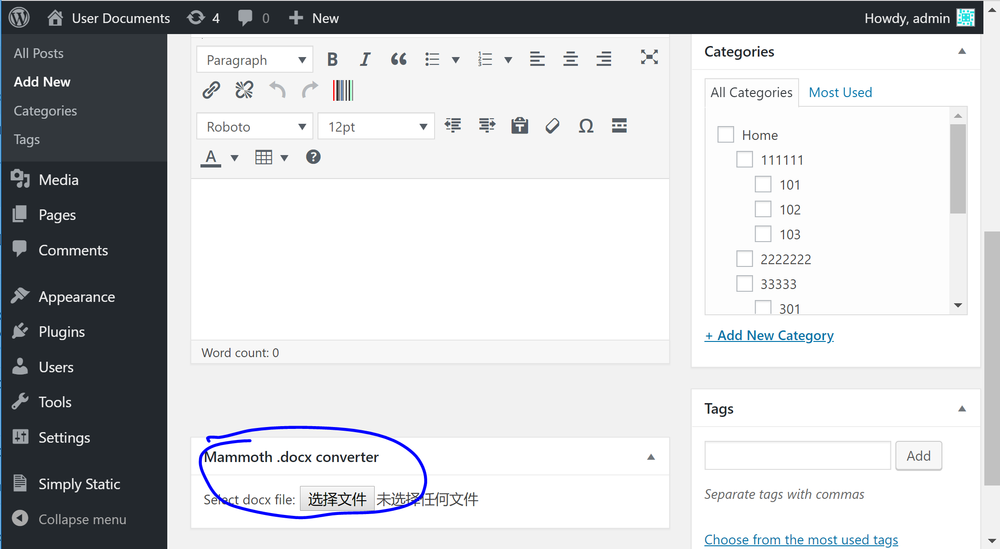 User Documents 4 0 New Howdy, admin
All Posts
Add New
Categories
Tags
Media
Pages
Comments
Appearance
Plugins
Users
Tools
Settings
Simply Static
Collapse menu
Paragraph
Roboto 12pt
Word count: 0
Mammoth .docx converter
Select docx file: 选择文件 未选择任何文件
Categories
All Categories Most Used
Home
111111
101
102
103
2222222
33333
301
+ Add New Category
Tags
Add
Separate tags with commas
Choose from the most used tags